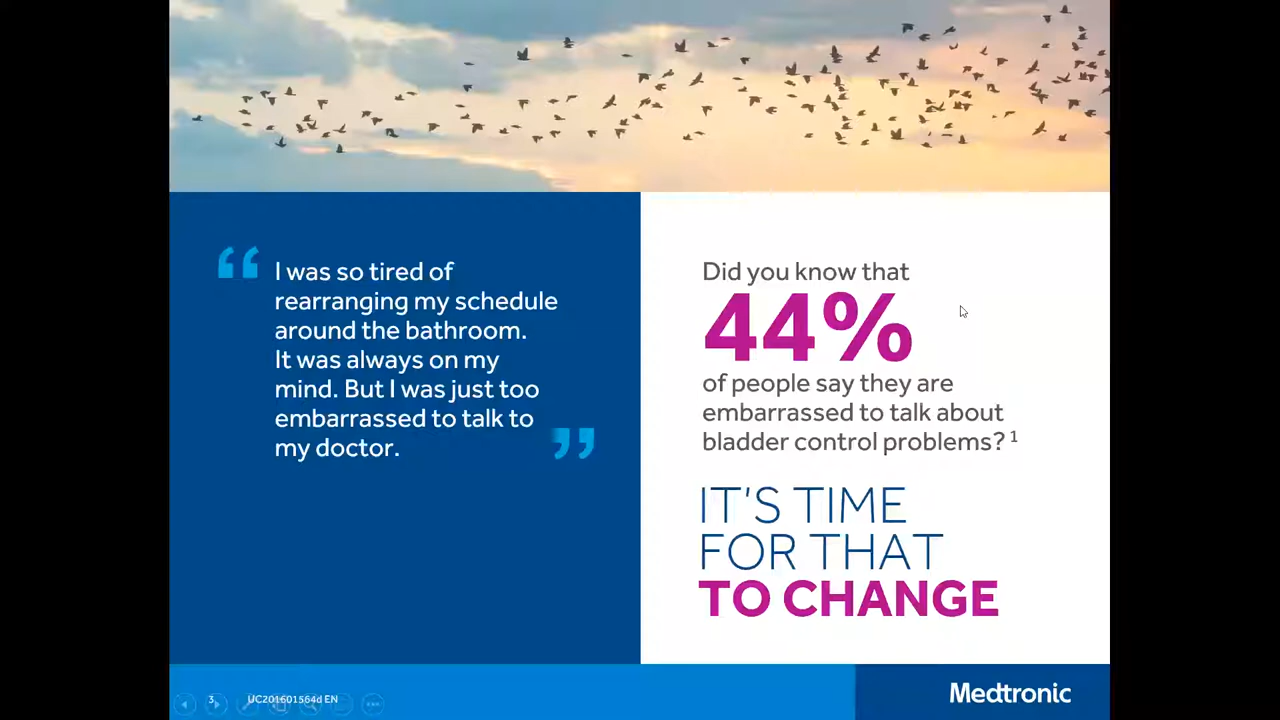 “ I was so tired of
rearranging my schedule
around the bathroom.
It was always on my
mind. But I was just too
embarrassed to talk to
my doctor. ”
Did you know that
44%
of people say they are
embarrassed to talk about
bladder control problems? 1
IT'S TIME
FOR THAT
TO CHANGE
3 UC201601564d EN
Medtronic